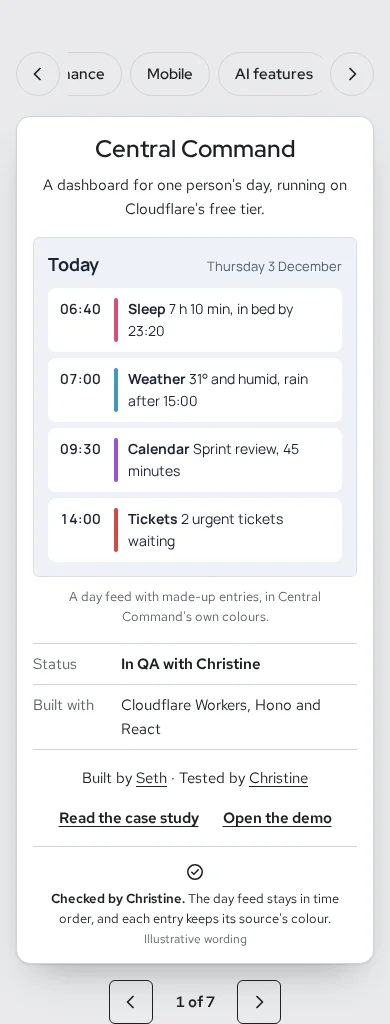 Mobile
AI features
Central Command
A dashboard for one person's day, running on
Cloudflare's free tier.
Today
Thursday 3 December
06:40 Sleep 7 h 10 min, in bed by
23:20
07:00 Weather 31° and humid, rain
after 15:00
09:30 Calendar Sprint review, 45
minutes
14:00 Tickets 2 urgent tickets
waiting
A day feed with made-up entries, in Central
Command's own colours.
Status In QA with Christine
Built with Cloudflare Workers, Hono and
React
Built by Seth · Tested by Christine
Read the case study Open the demo
Checked by Christine. The day feed stays in time
order, and each entry keeps its source's colour.
Illustrative wording
1 of 7